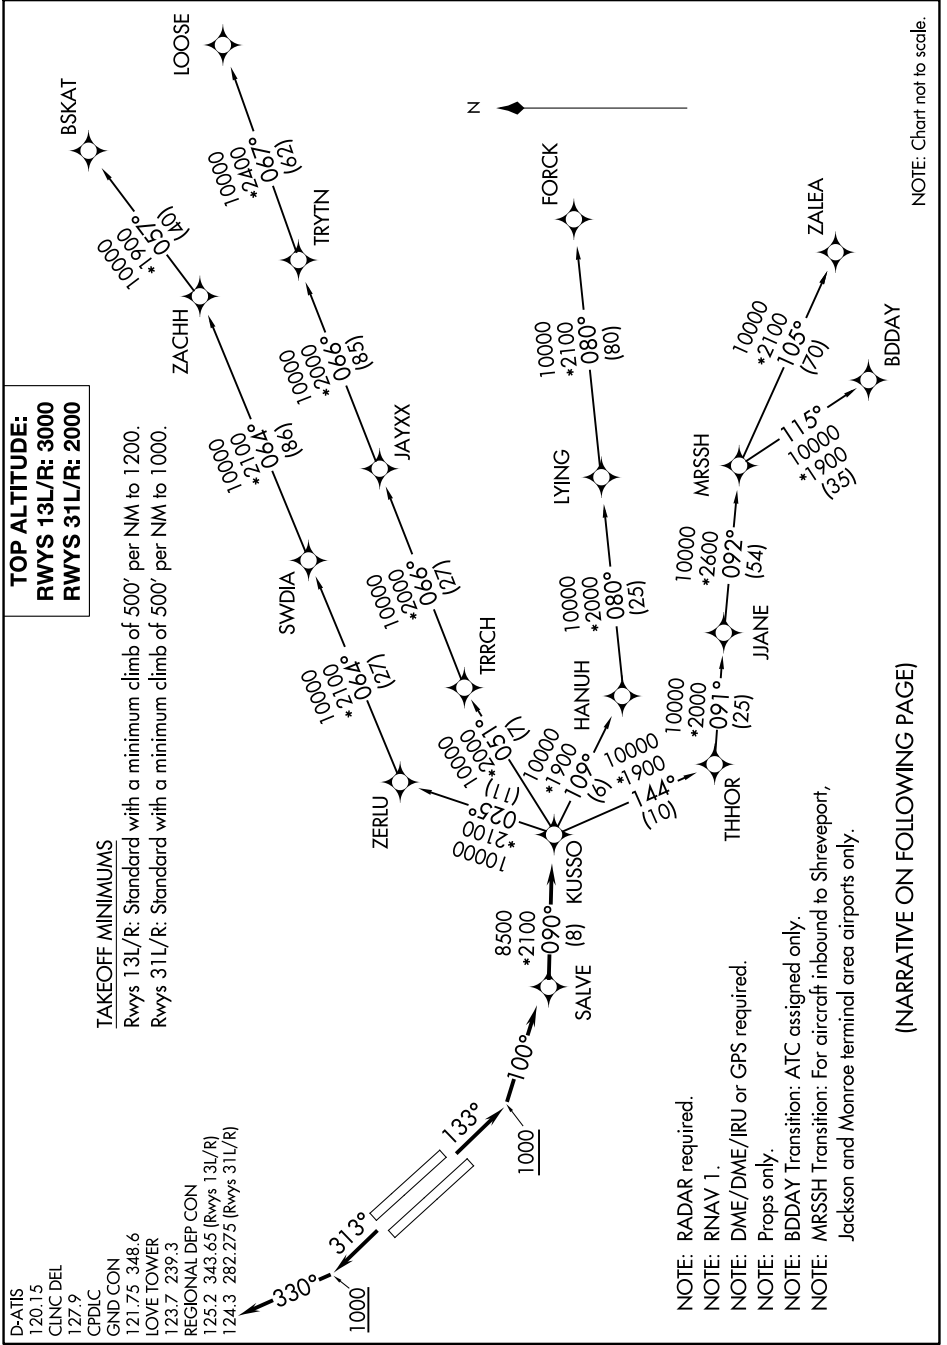 D-ATIS
120.15
CLNC DEL
127.9
CPDLC
GND CON
121.75 348.6
LOVE TOWER
123.7 239.3
REGIONAL DEP CON
125.2 343.65 (Rwys 13L/R)
124.3 282.275 (Rwys 31L/R)
TOP ALTITUDE:
RWYS 13L/R: 3000
RWYS 31L/R: 2000
TAKEOFF MINIMUMS
Rwys 13L/R: Standard with a minimum climb of 500' per NM to 1200.
Rwys 31L/R: Standard with a minimum climb of 500' per NM to 1000.
330°
1000
313°
133°
1000
100°
SALVE
8500
*2100
090°
(8)
KUSSO
10000
*2100
025°
(11)
ZERLU
10000
*2100
064°
(27)
SWDIA
10000
*2100
064°
(86)
ZACHH
10000
*1900
057°
(40)
BSKAT
10000
*2000
051°
(7)
TRRCH
10000
*2000
066°
(27)
JAYXX
10000
*2000
066°
(85)
TRYTN
10000
*2400
067°
(62)
LOOSE
N
10000
*1900
109°
(6)
HANUH
10000
*2000
080°
(25)
LYING
10000
*2100
080°
(80)
FORCK
10000
*1900
144°
(10)
THHOR
10000
*2000
091°
(25)
JJANE
10000
*2600
092°
(54)
MRSSH
10000
*2100
105°
(70)
ZALEA
115°
10000
*1900
(35)
BDDAY
NOTE: RADAR required.
NOTE: RNAV 1.
NOTE: DME/DME/IRU or GPS required.
NOTE: Props only.
NOTE: BDDAY Transition: ATC assigned only.
NOTE: MRSSH Transition: For aircraft inbound to Shreveport,
Jackson and Monroe terminal area airports only.
(NARRATIVE ON FOLLOWING PAGE)
NOTE: Chart not to scale.